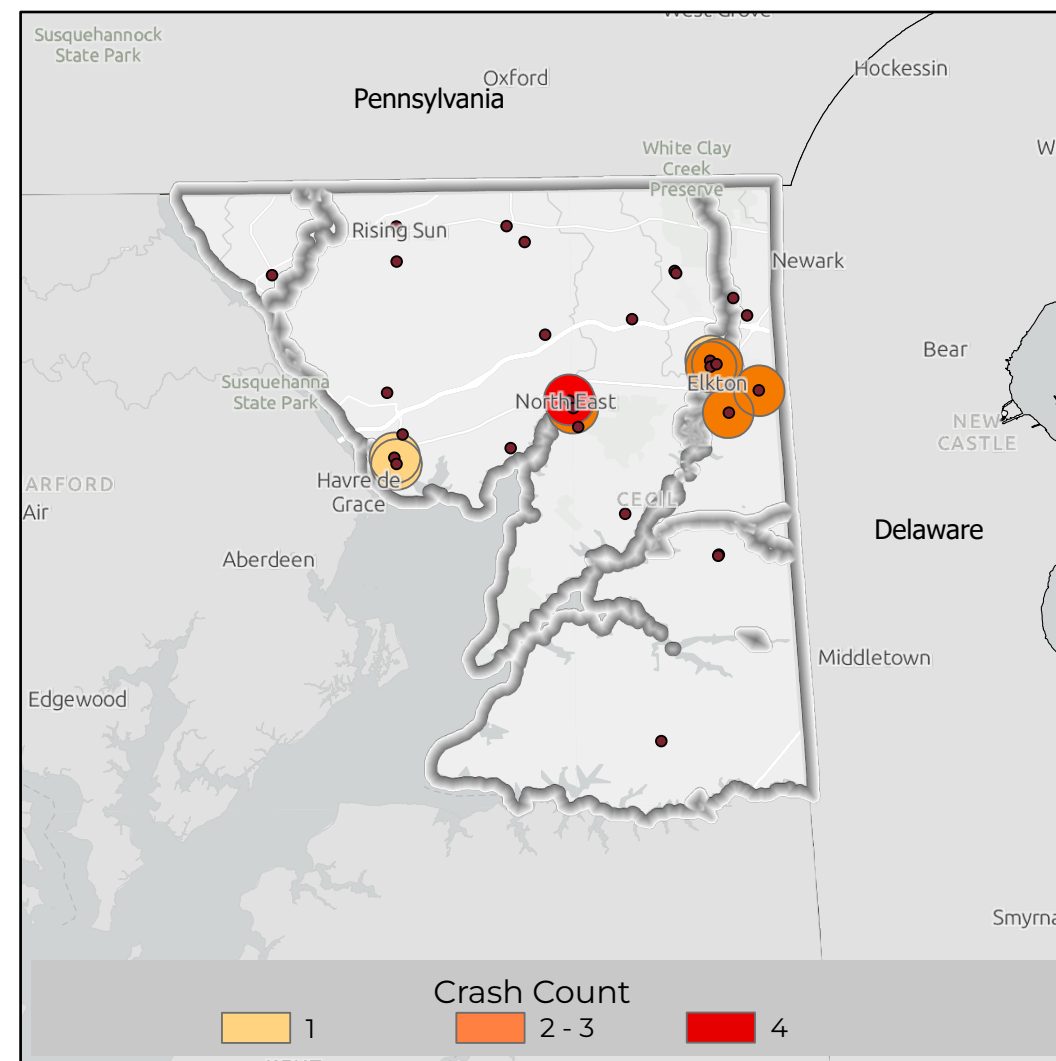 West Grove
Susquehannock
State Park
Hockessin
Oxford
Pennsylvania
White Clay
Creek
Preserve
Rising Sun
Newark
Bear
Susquehanna
State Park
Elkton
North East
NEW
CASTLE
Havre de
Grace
ARFORD
Air
CECIL
Delaware
Aberdeen
Middletown
Edgewood
Smyrna
Crash Count
1
2 - 3
4